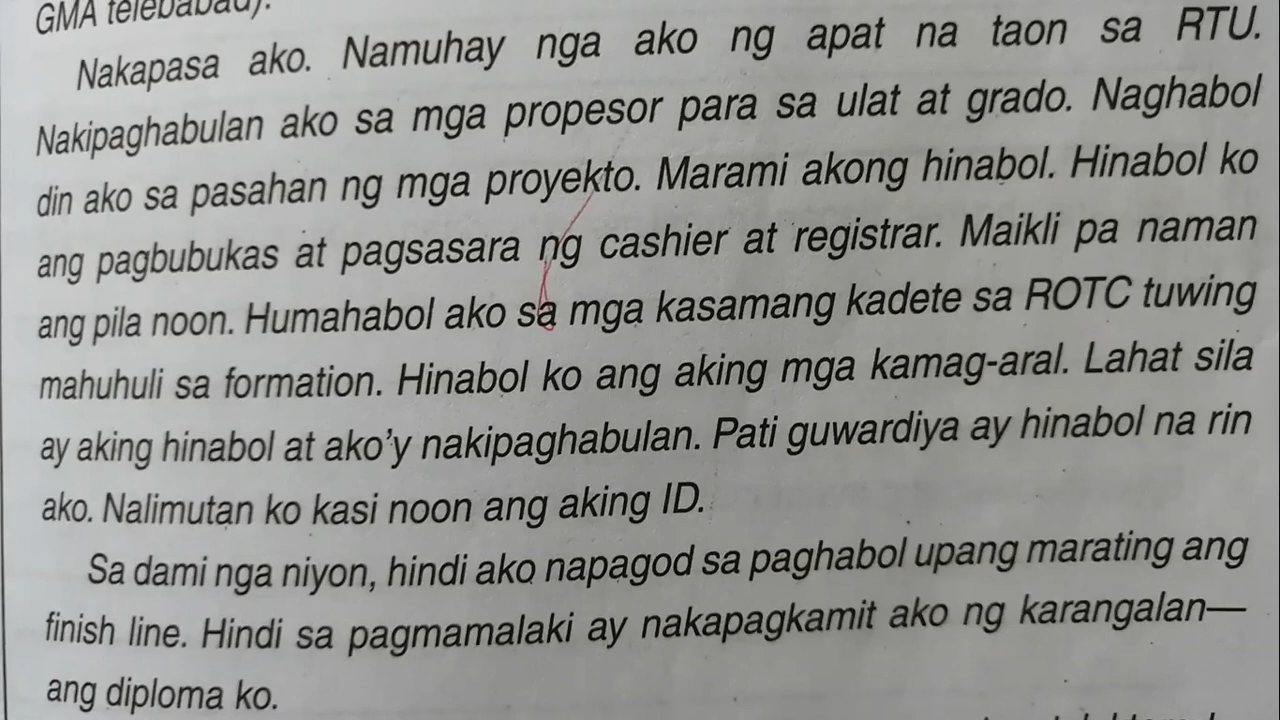 GMA telebabad).
Nakapasa ako. Namuhay nga ako ng apat na taon sa RTU.
Nakipaghabulan ako sa mga propesor para sa ulat at grado. Naghabol
din ako sa pasahan ng mga proyekto. Marami akong hinabol. Hinabol ko
ang pagbubukas at pagsasara ng cashier at registrar. Maikli pa naman
ang pila noon. Humahabol ako sa mga kasamang kadete sa ROTC tuwing
mahuhuli sa formation. Hinabol ko ang aking mga kamag-aral. Lahat sila
ay aking hinabol at ako'y nakipaghabulan. Pati guwardiya ay hinabol na rin
ako. Nalimutan ko kasi noon ang aking ID.
Sa dami nga niyon, hindi ako napagod sa paghabol upang marating ang
finish line. Hindi sa pagmamalaki ay nakapagkamit ako ng karangalan—
ang diploma ko.